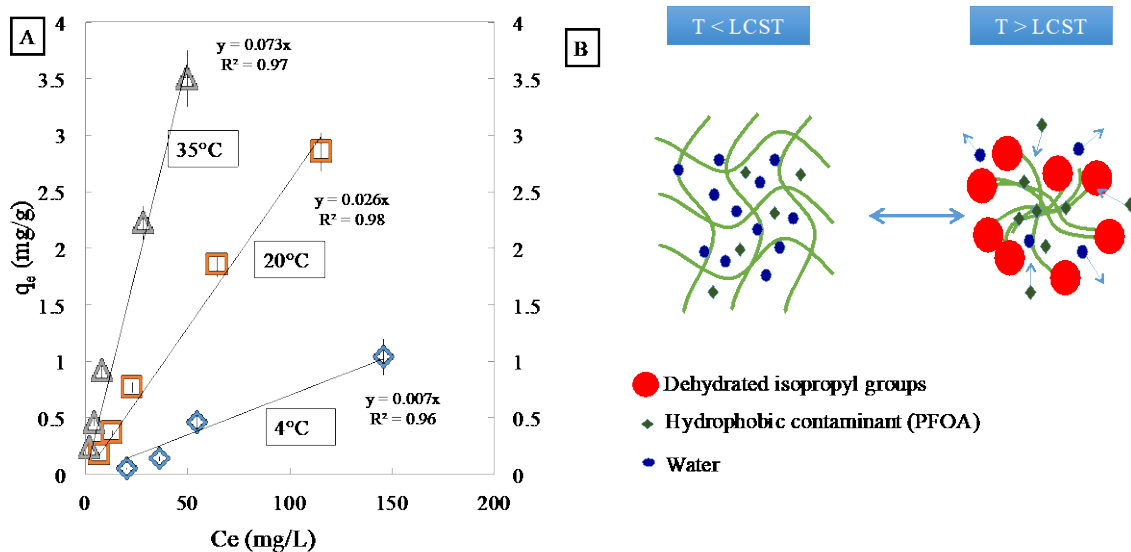 A
y = 0.073x
R² = 0.97
35°C
y = 0.026x
R² = 0.98
20°C
y = 0.007x
R² = 0.96
4°C
4
3.5
3
2.5
2
1.5
1
0.5
0
4
3.5
3
2.5
2
1.5
1
0.5
0
0
50
100
150
200
qₑ (mg/g)
Ce (mg/L)
B
T < LCST
T > LCST
Dehydrated isopropyl groups
Hydrophobic contaminant (PFOA)
Water